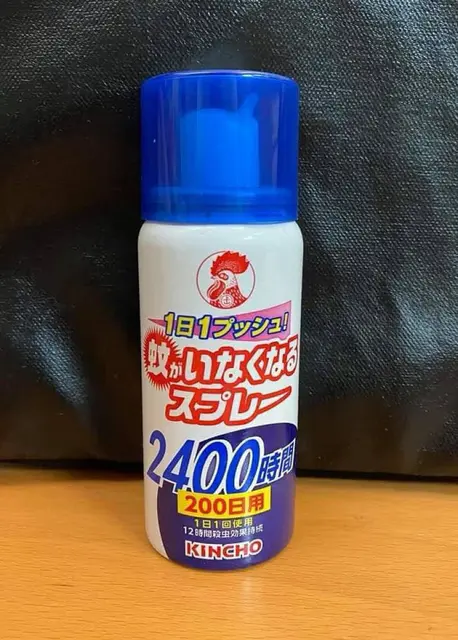 1日1プッシュ!
蚊がいなくなる
スプレー
2400時間
200日用
1日1回使用
12時間殺虫効果持続
KINCHO